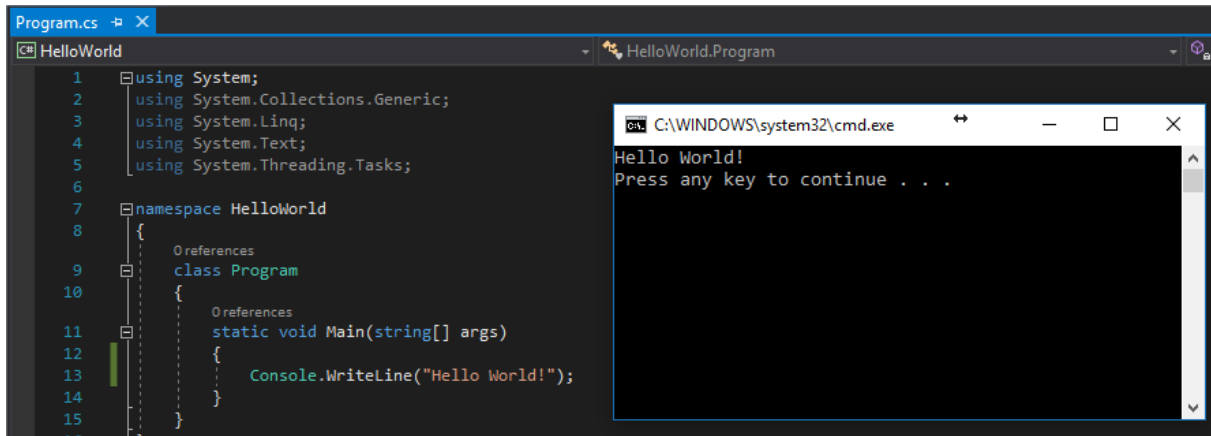 Program.cs
C# HelloWorld
HelloWorld.Program
1 using System;
2 using System.Collections.Generic;
3 using System.Linq;
4 using System.Text;
5 using System.Threading.Tasks;
6
7 namespace HelloWorld
8 {
0 references
9 class Program
10 {
0 references
11 static void Main(string[] args)
12 {
13 Console.WriteLine("Hello World!");
14 }
15 }
C:\WINDOWS\system32\cmd.exe
Hello World!
Press any key to continue . . .